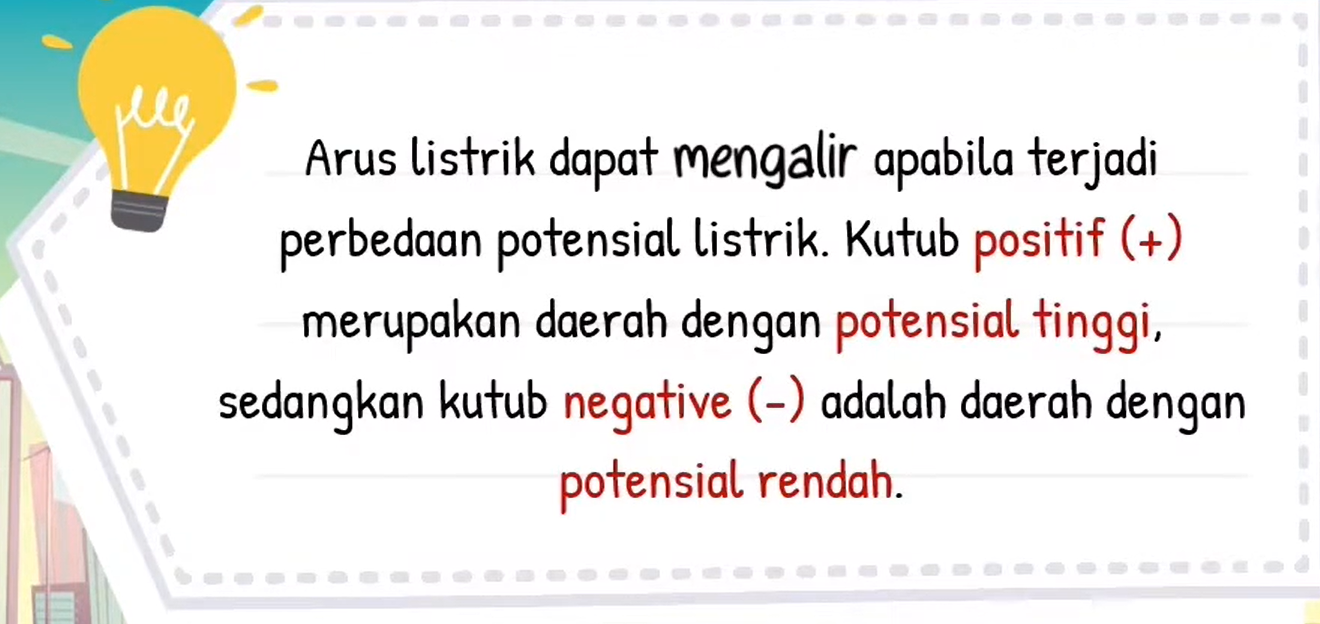 Arus listrik dapat mengalir apabila terjadi
perbedaan potensial listrik. Kutub positif (+)
merupakan daerah dengan potensial tinggi,
sedangkan kutub negative (-) adalah daerah dengan
potensial rendah.